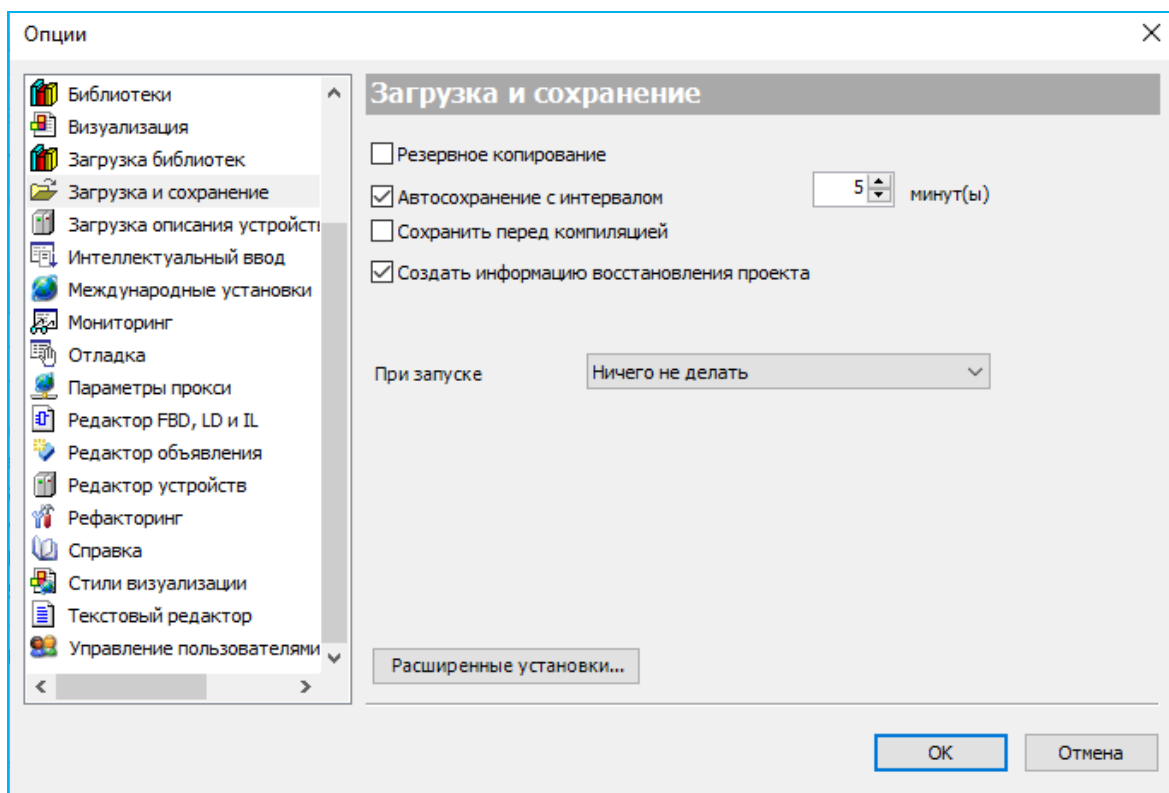 Опции
Библиотеки
Визуализация
Загрузка библиотек
Загрузка и сохранение
Загрузка описания устройств
Интеллектуальный ввод
Международные установки
Мониторинг
Отладка
Параметры прокси
Редактор FBD, LD и IL
Редактор объявления
Редактор устройств
Рефакторинг
Справка
Стили визуализации
Текстовый редактор
Управление пользователями
Загрузка и сохранение
Резервное копирование
Автосохранение с интервалом 5 минут(ы)
Сохранить перед компиляцией
Создать информацию восстановления проекта
При запуске Ничего не делать
Расширенные установки...
OK Отмена